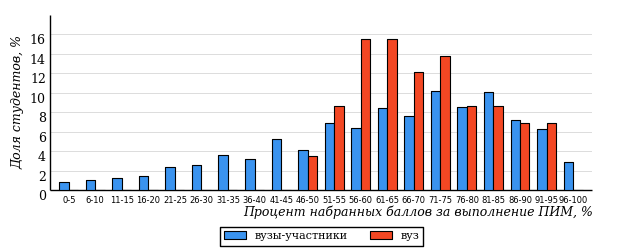 Доля студентов, %
16
14
12
10
8
6
4
2
0
0-5 6-10 11-15 16-20 21-25 26-30 31-35 36-40 41-45 46-50 51-55 56-60 61-65 66-70 71-75 76-80 81-85 86-90 91-95 96-100
Процент набранных баллов за выполнение ПИМ, %
вузы-участники вуз